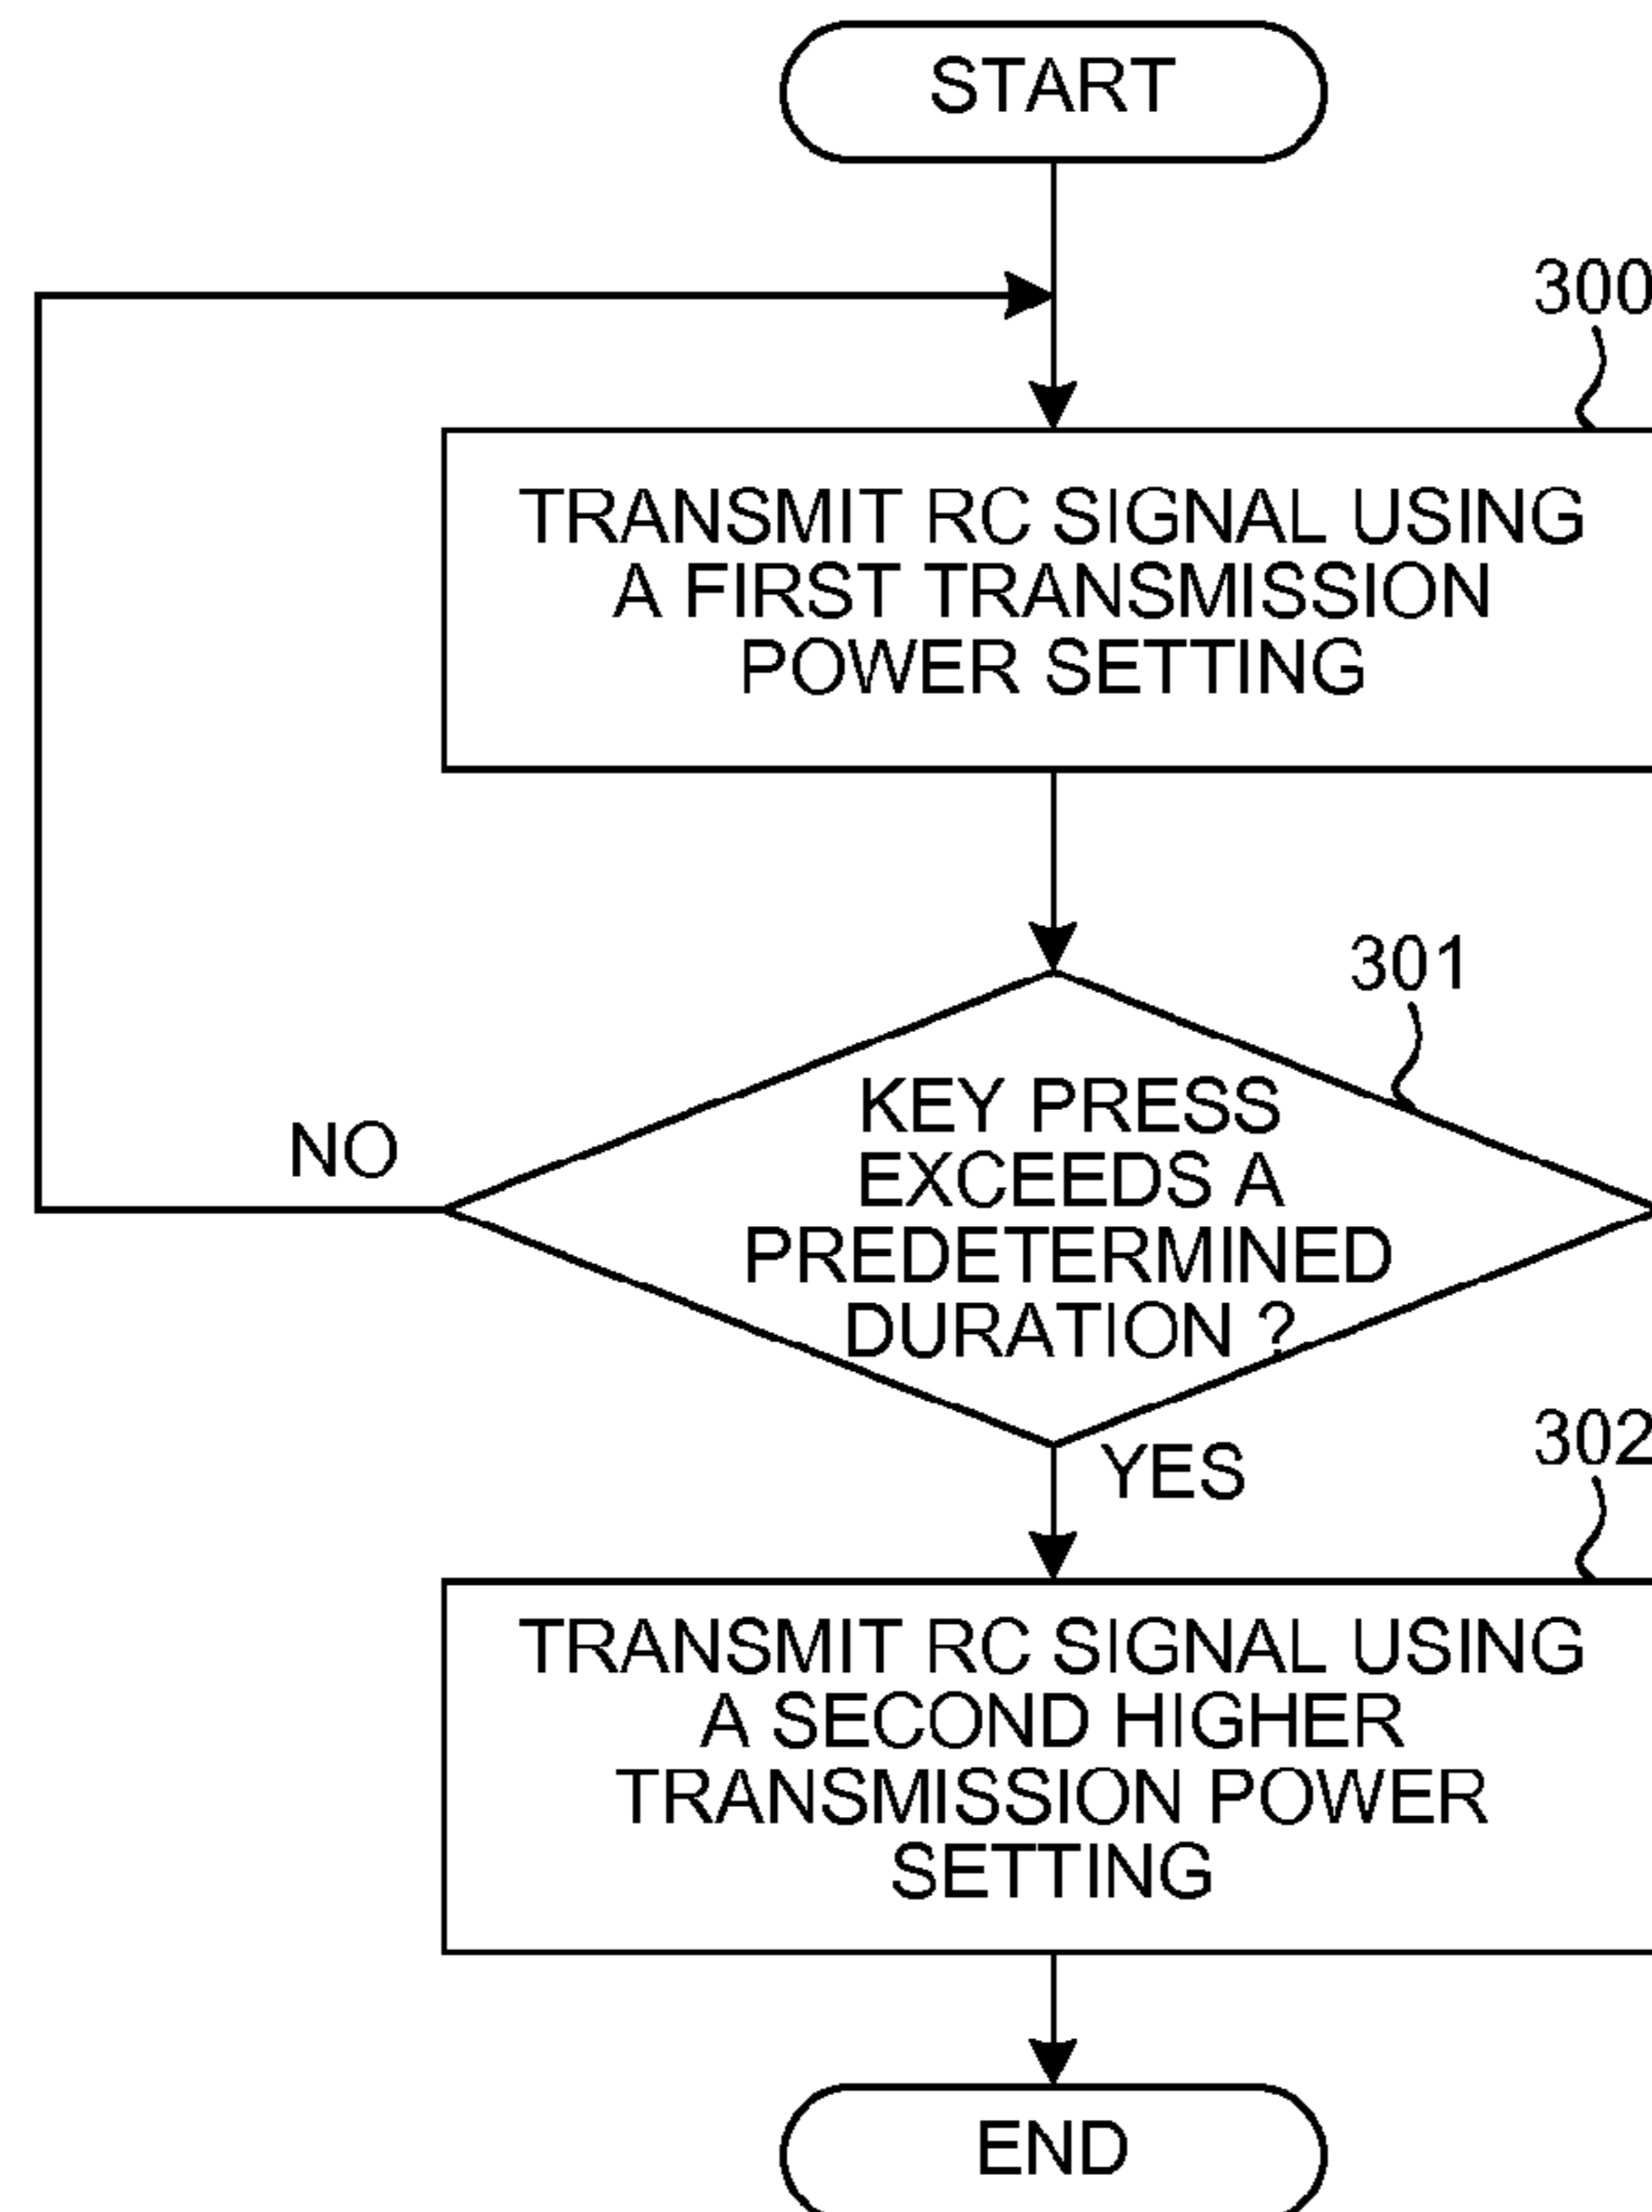 START
300
TRANSMIT RC SIGNAL USING
A FIRST TRANSMISSION
POWER SETTING
301
KEY PRESS
EXCEEDS A
PREDETERMINED
DURATION ?
NO
YES
302
TRANSMIT RC SIGNAL USING
A SECOND HIGHER
TRANSMISSION POWER
SETTING
END